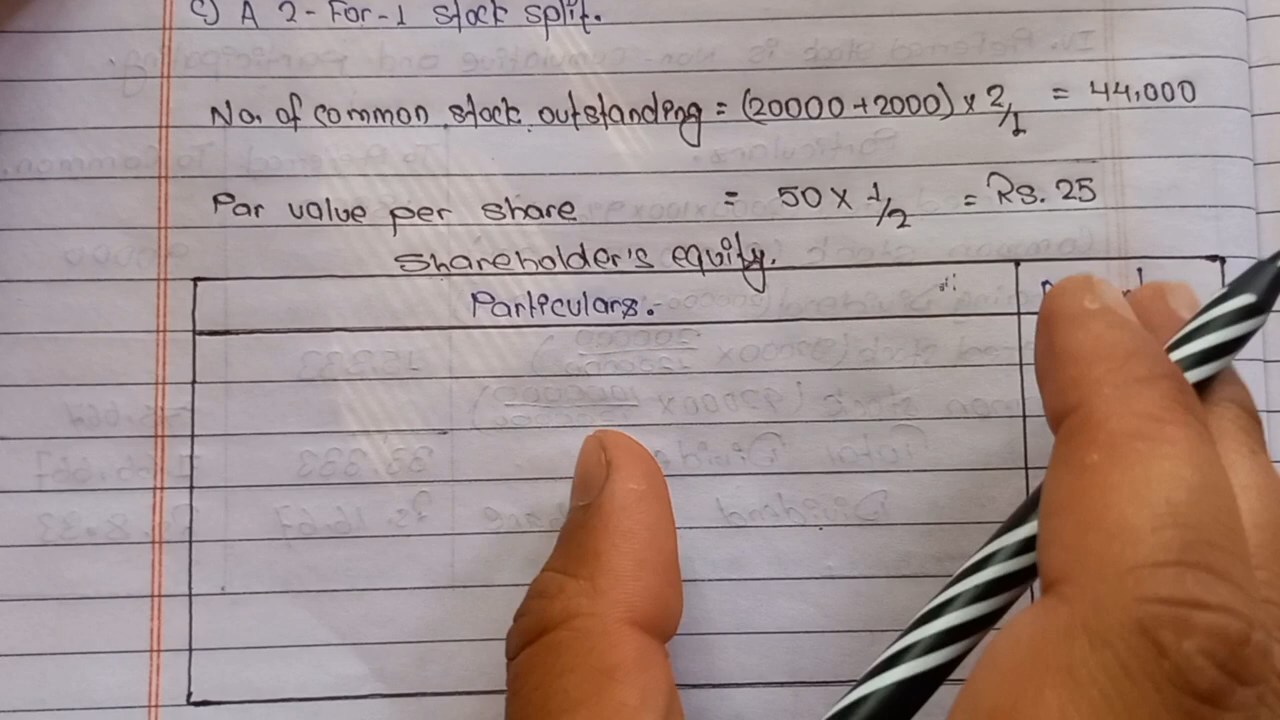 c) A 2-For-1 stock split.
No. of common stock outstanding = (20000+2000) x 2/1 = 44,000
Par value per share = 50 x 1/2 = Rs. 25
Shareholder's equity.
Particulars.